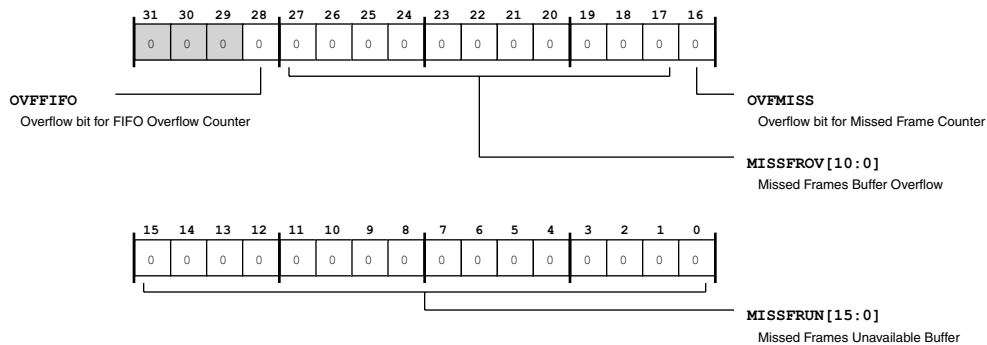 31 30 29 28 27 26 25 24 23 22 21 20 19 18 17 16
0 0 0 0 0 0 0 0 0 0 0 0 0 0 0 0
OVFFIFO
Overflow bit for FIFO Overflow Counter
OVFMISS
Overflow bit for Missed Frame Counter
MISSFROV[10:0]
Missed Frames Buffer Overflow
15 14 13 12 11 10 9 8 7 6 5 4 3 2 1 0
0 0 0 0 0 0 0 0 0 0 0 0 0 0 0 0
MISSFRUN[15:0]
Missed Frames Unavailable Buffer